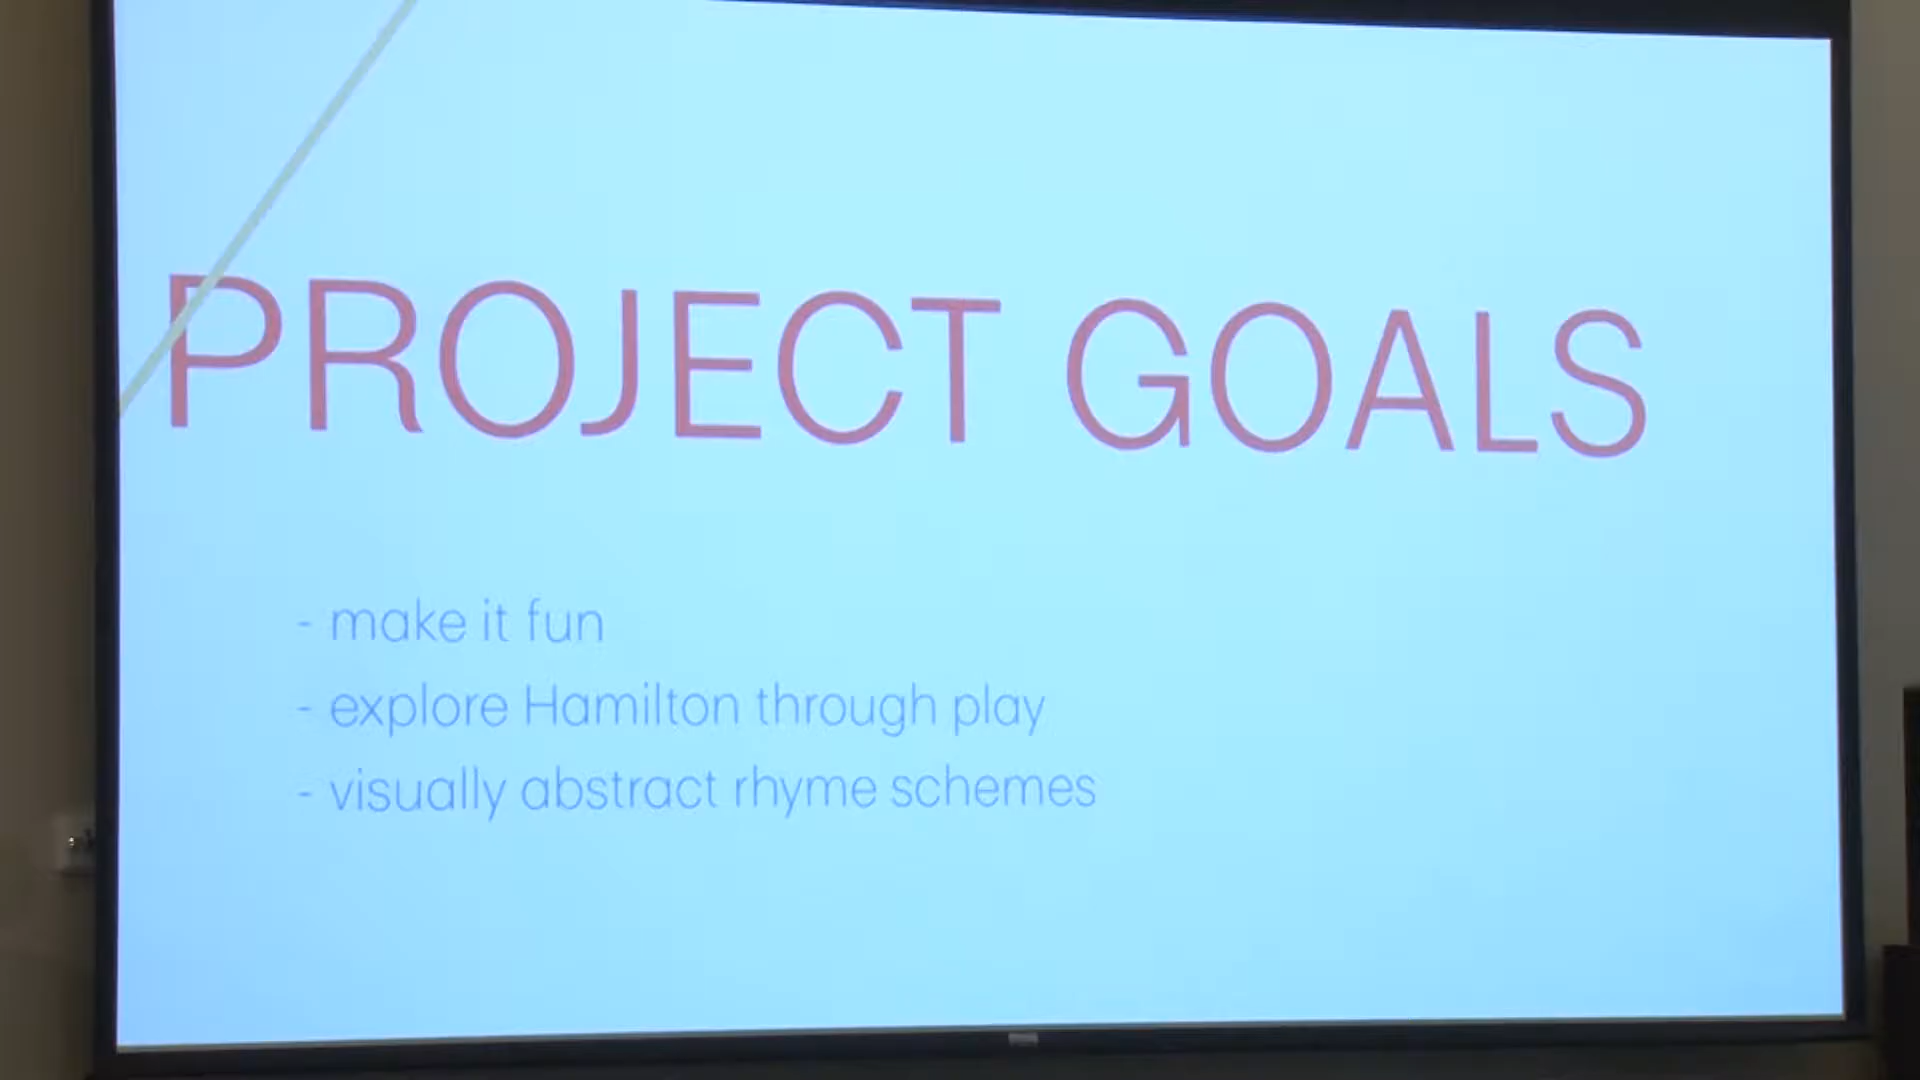 PROJECT GOALS
- make it fun
- explore Hamilton through play
- visually abstract rhyme schemes